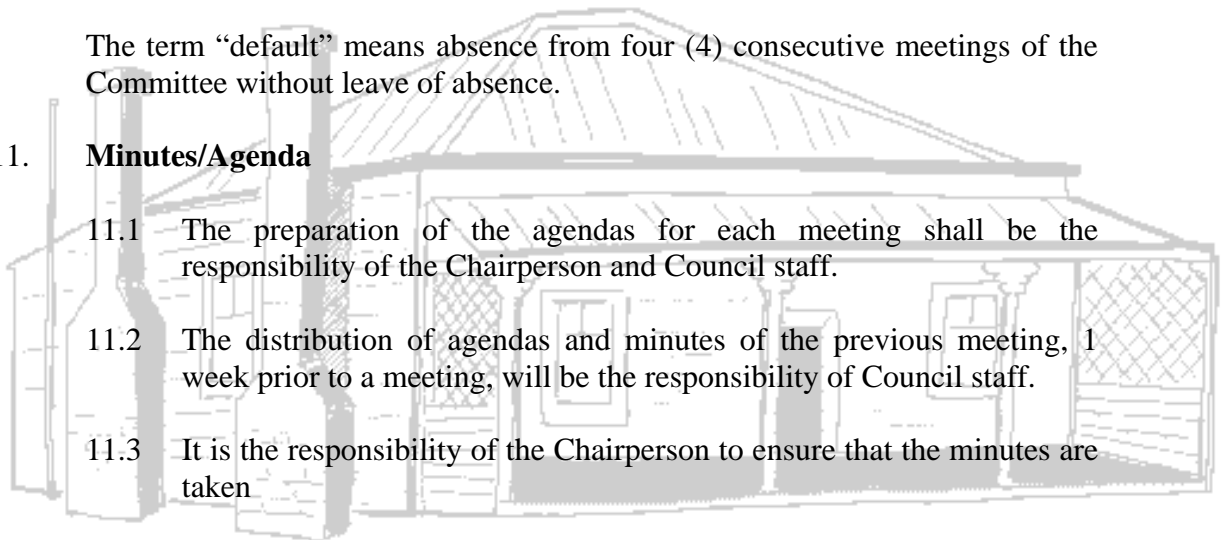 The term “default” means absence from four (4) consecutive meetings of the
Committee without leave of absence.
1. Minutes/Agenda
11.1 The preparation of the agendas for each meeting shall be the
responsibility of the Chairperson and Council staff.
11.2 The distribution of agendas and minutes of the previous meeting, 1
week prior to a meeting, will be the responsibility of Council staff.
11.3 It is the responsibility of the Chairperson to ensure that the minutes are
taken